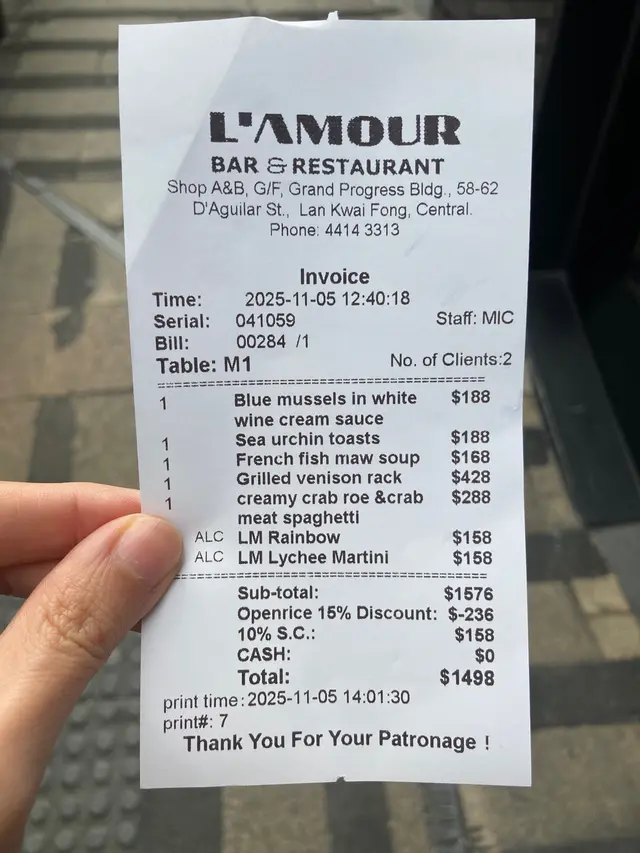 L'AMOUR
BAR & RESTAURANT
Shop A&B, G/F, Grand Progress Bldg., 58-62
D'Aguilar St., Lan Kwai Fong, Central.
Phone: 4414 3313
Invoice
Time: 2025-11-05 12:40:18
Serial: 041059 Staff: MIC
Bill: 00284 /1
Table: M1 No. of Clients:2
1 Blue mussels in white $188
wine cream sauce
1 Sea urchin toasts $188
1 French fish maw soup $168
1 Grilled venison rack $428
1 creamy crab roe &crab $288
meat spaghetti
ALC LM Rainbow $158
ALC LM Lychee Martini $158
Sub-total: $1576
Openrice 15% Discount: $-236
10% S.C.: $158
CASH: $0
Total: $1498
print time:2025-11-05 14:01:30
print#: 7
Thank You For Your Patronage !